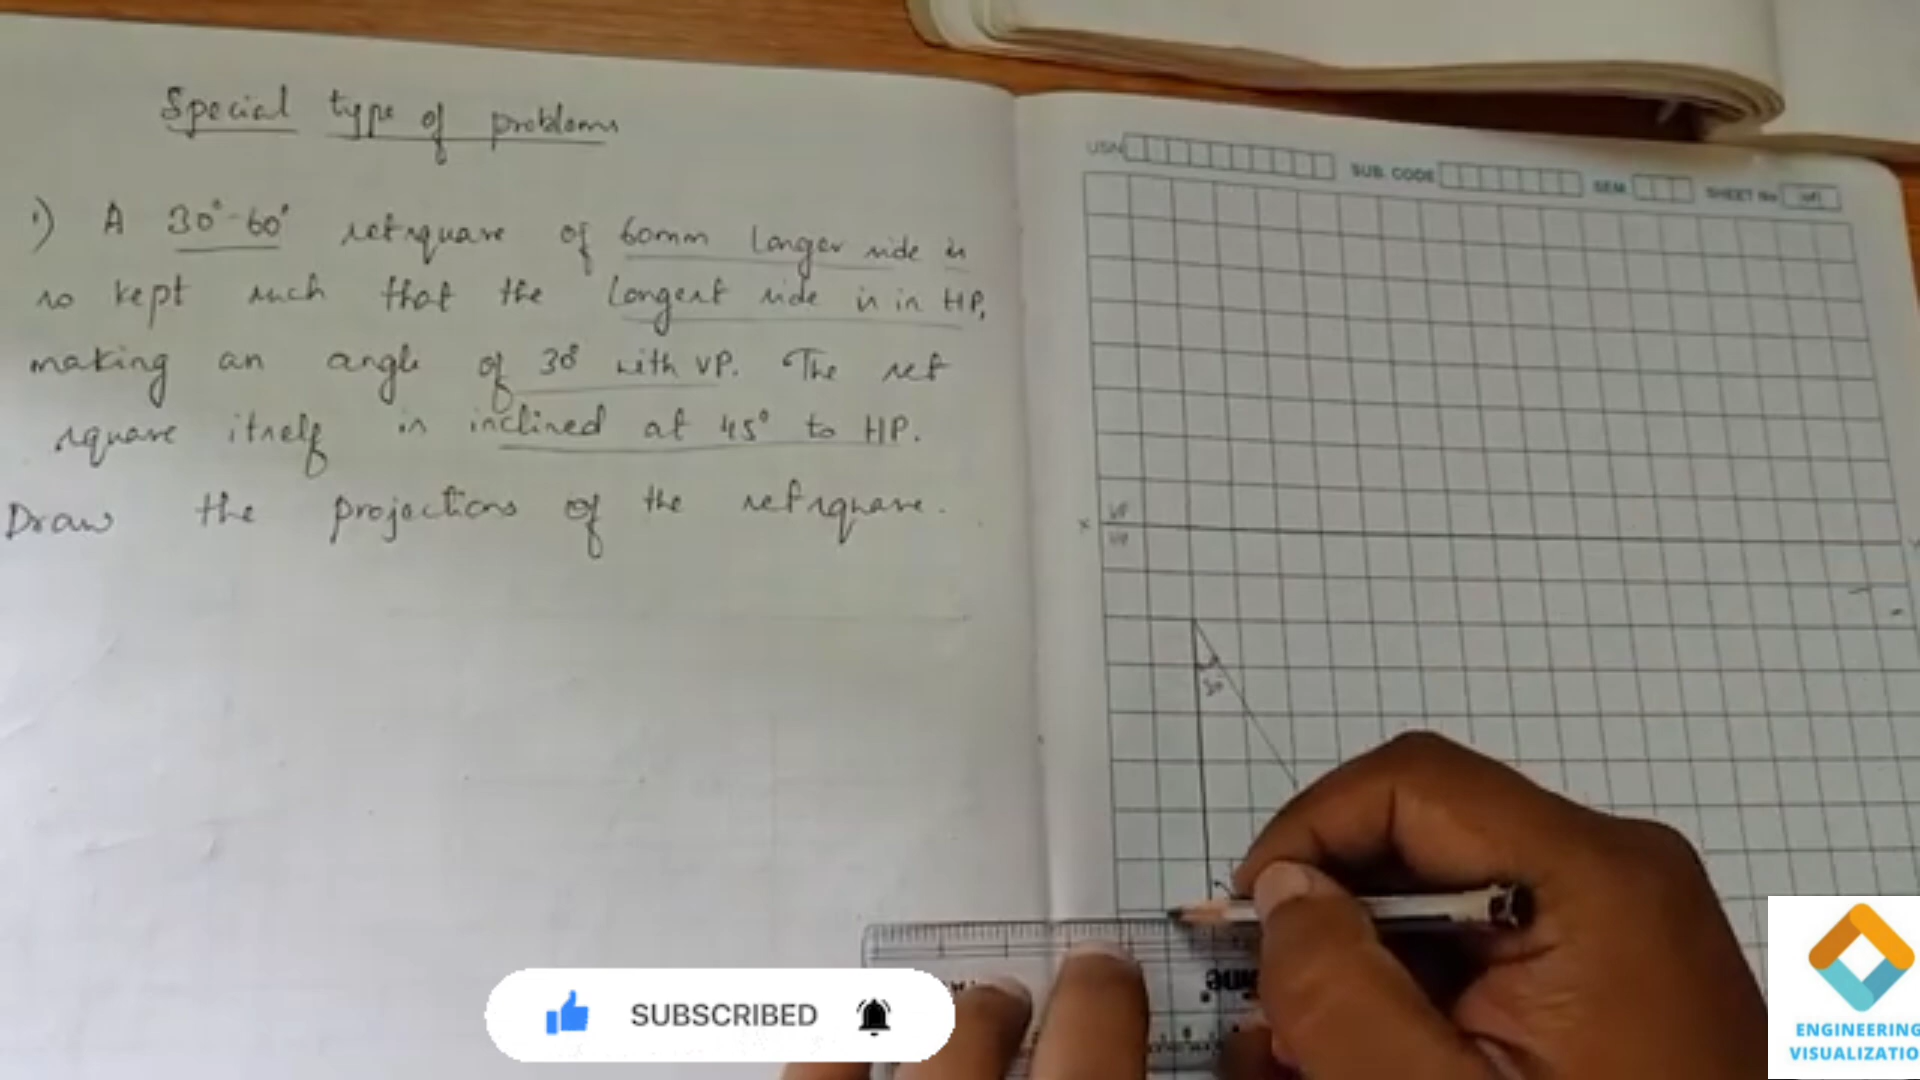 Special type of problems
1) A 30°-60° setsquare of 60mm longer side is
so kept such that the longest side is in HP,
making an angle of 30° with VP. The set
square itself is inclined at 45° to HP.
Draw the projections of the setsquare.
USN SUB. CODE SEM SHEET No
x VP
HP
30°
SUBSCRIBED
ENGINEERING
VISUALIZATIO